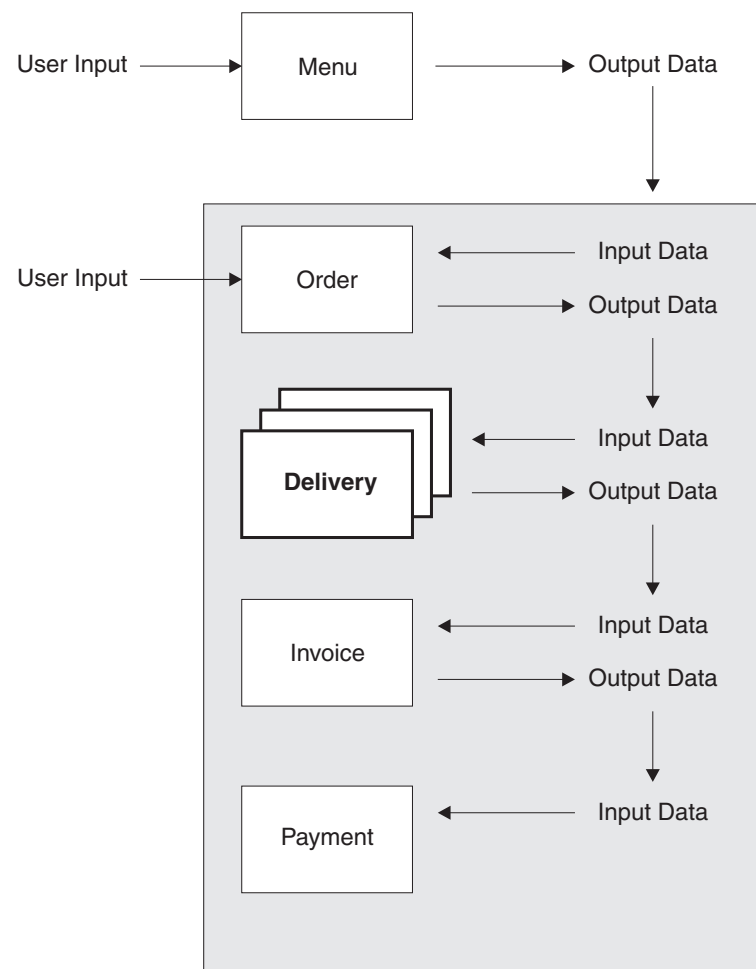 User Input
Menu
Output Data
Input Data
User Input
Order
Output Data
Input Data
Delivery
Output Data
Input Data
Invoice
Output Data
Input Data
Payment